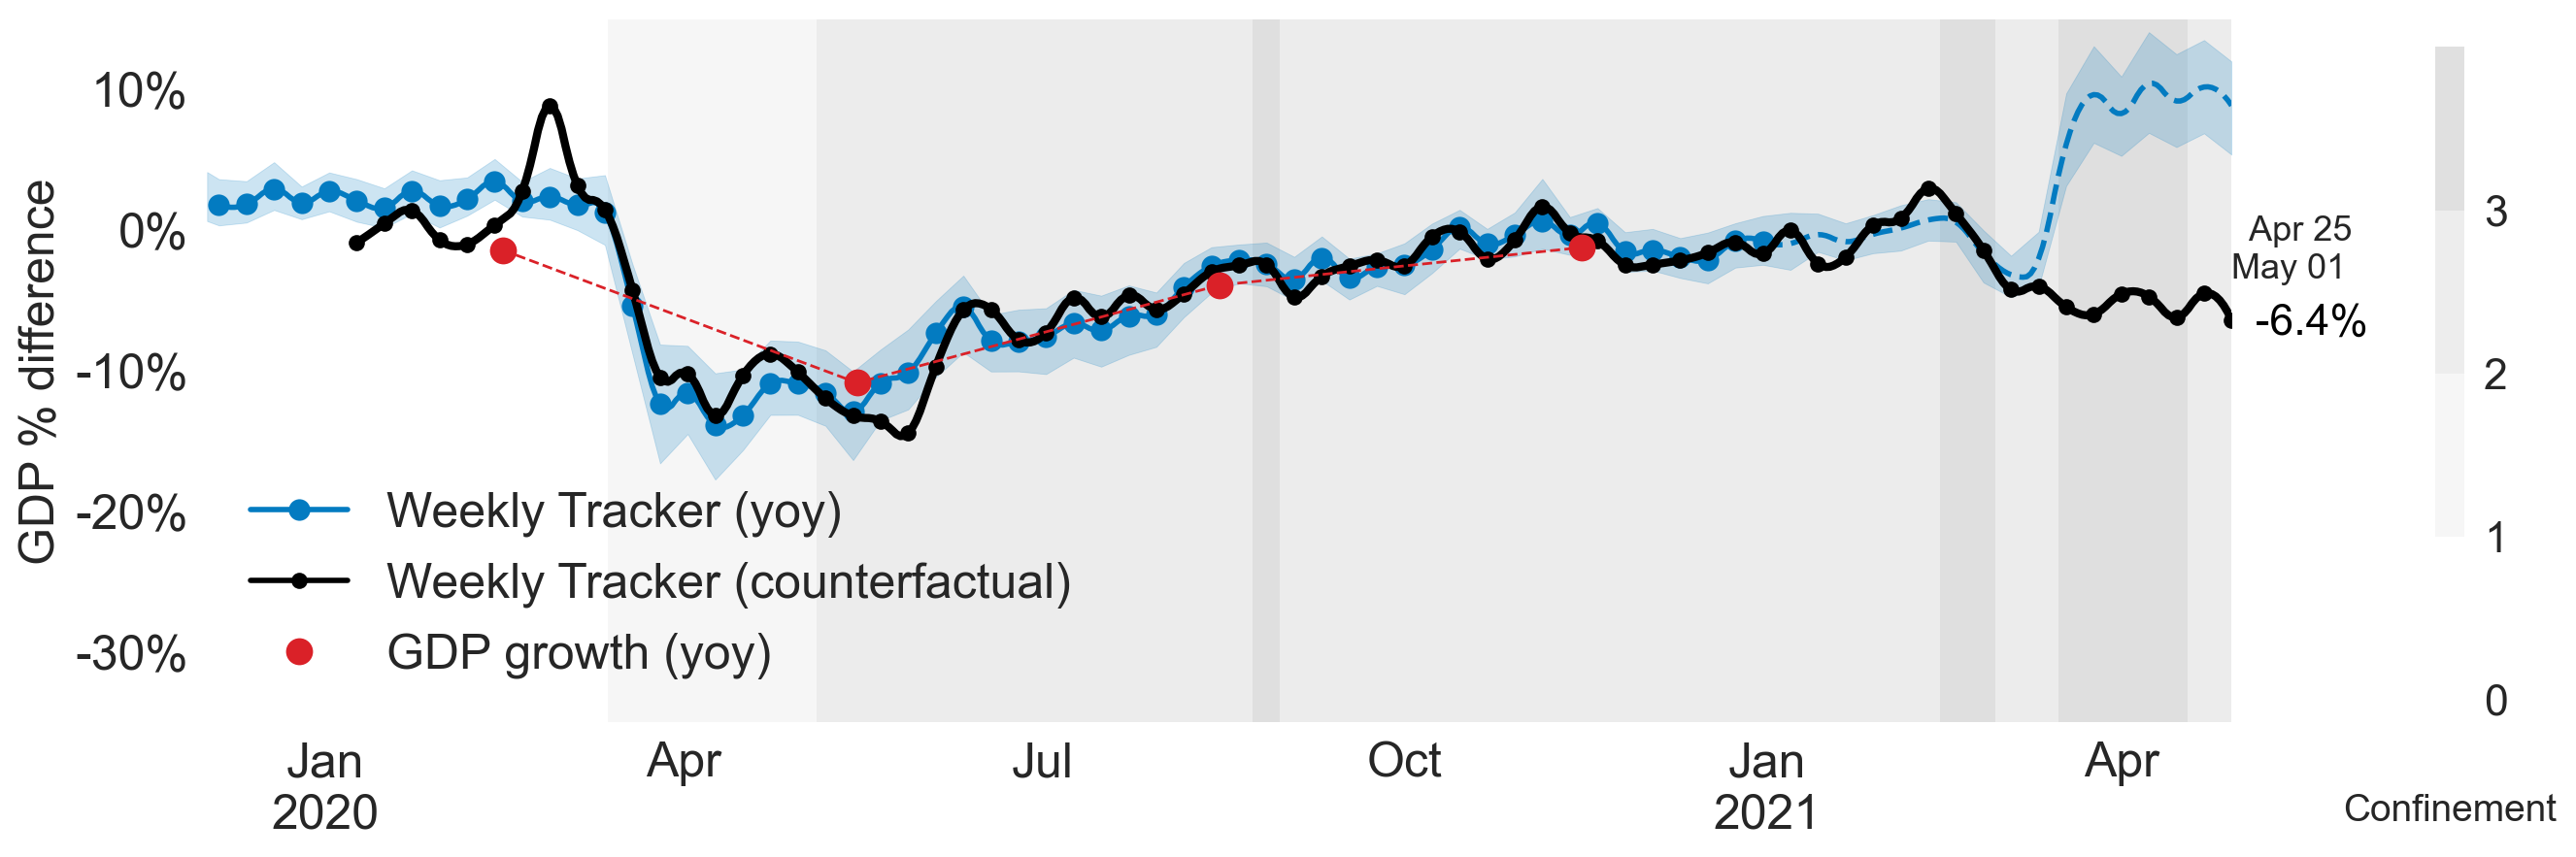 GDP % difference
10%
0%
-10%
-20%
-30%
Weekly Tracker (yoy)
Weekly Tracker (counterfactual)
GDP growth (yoy)
Apr 25
May 01
-6.4%
3
2
1
0
Jan
2020
Apr
Jul
Oct
Jan
2021
Apr
Confinement